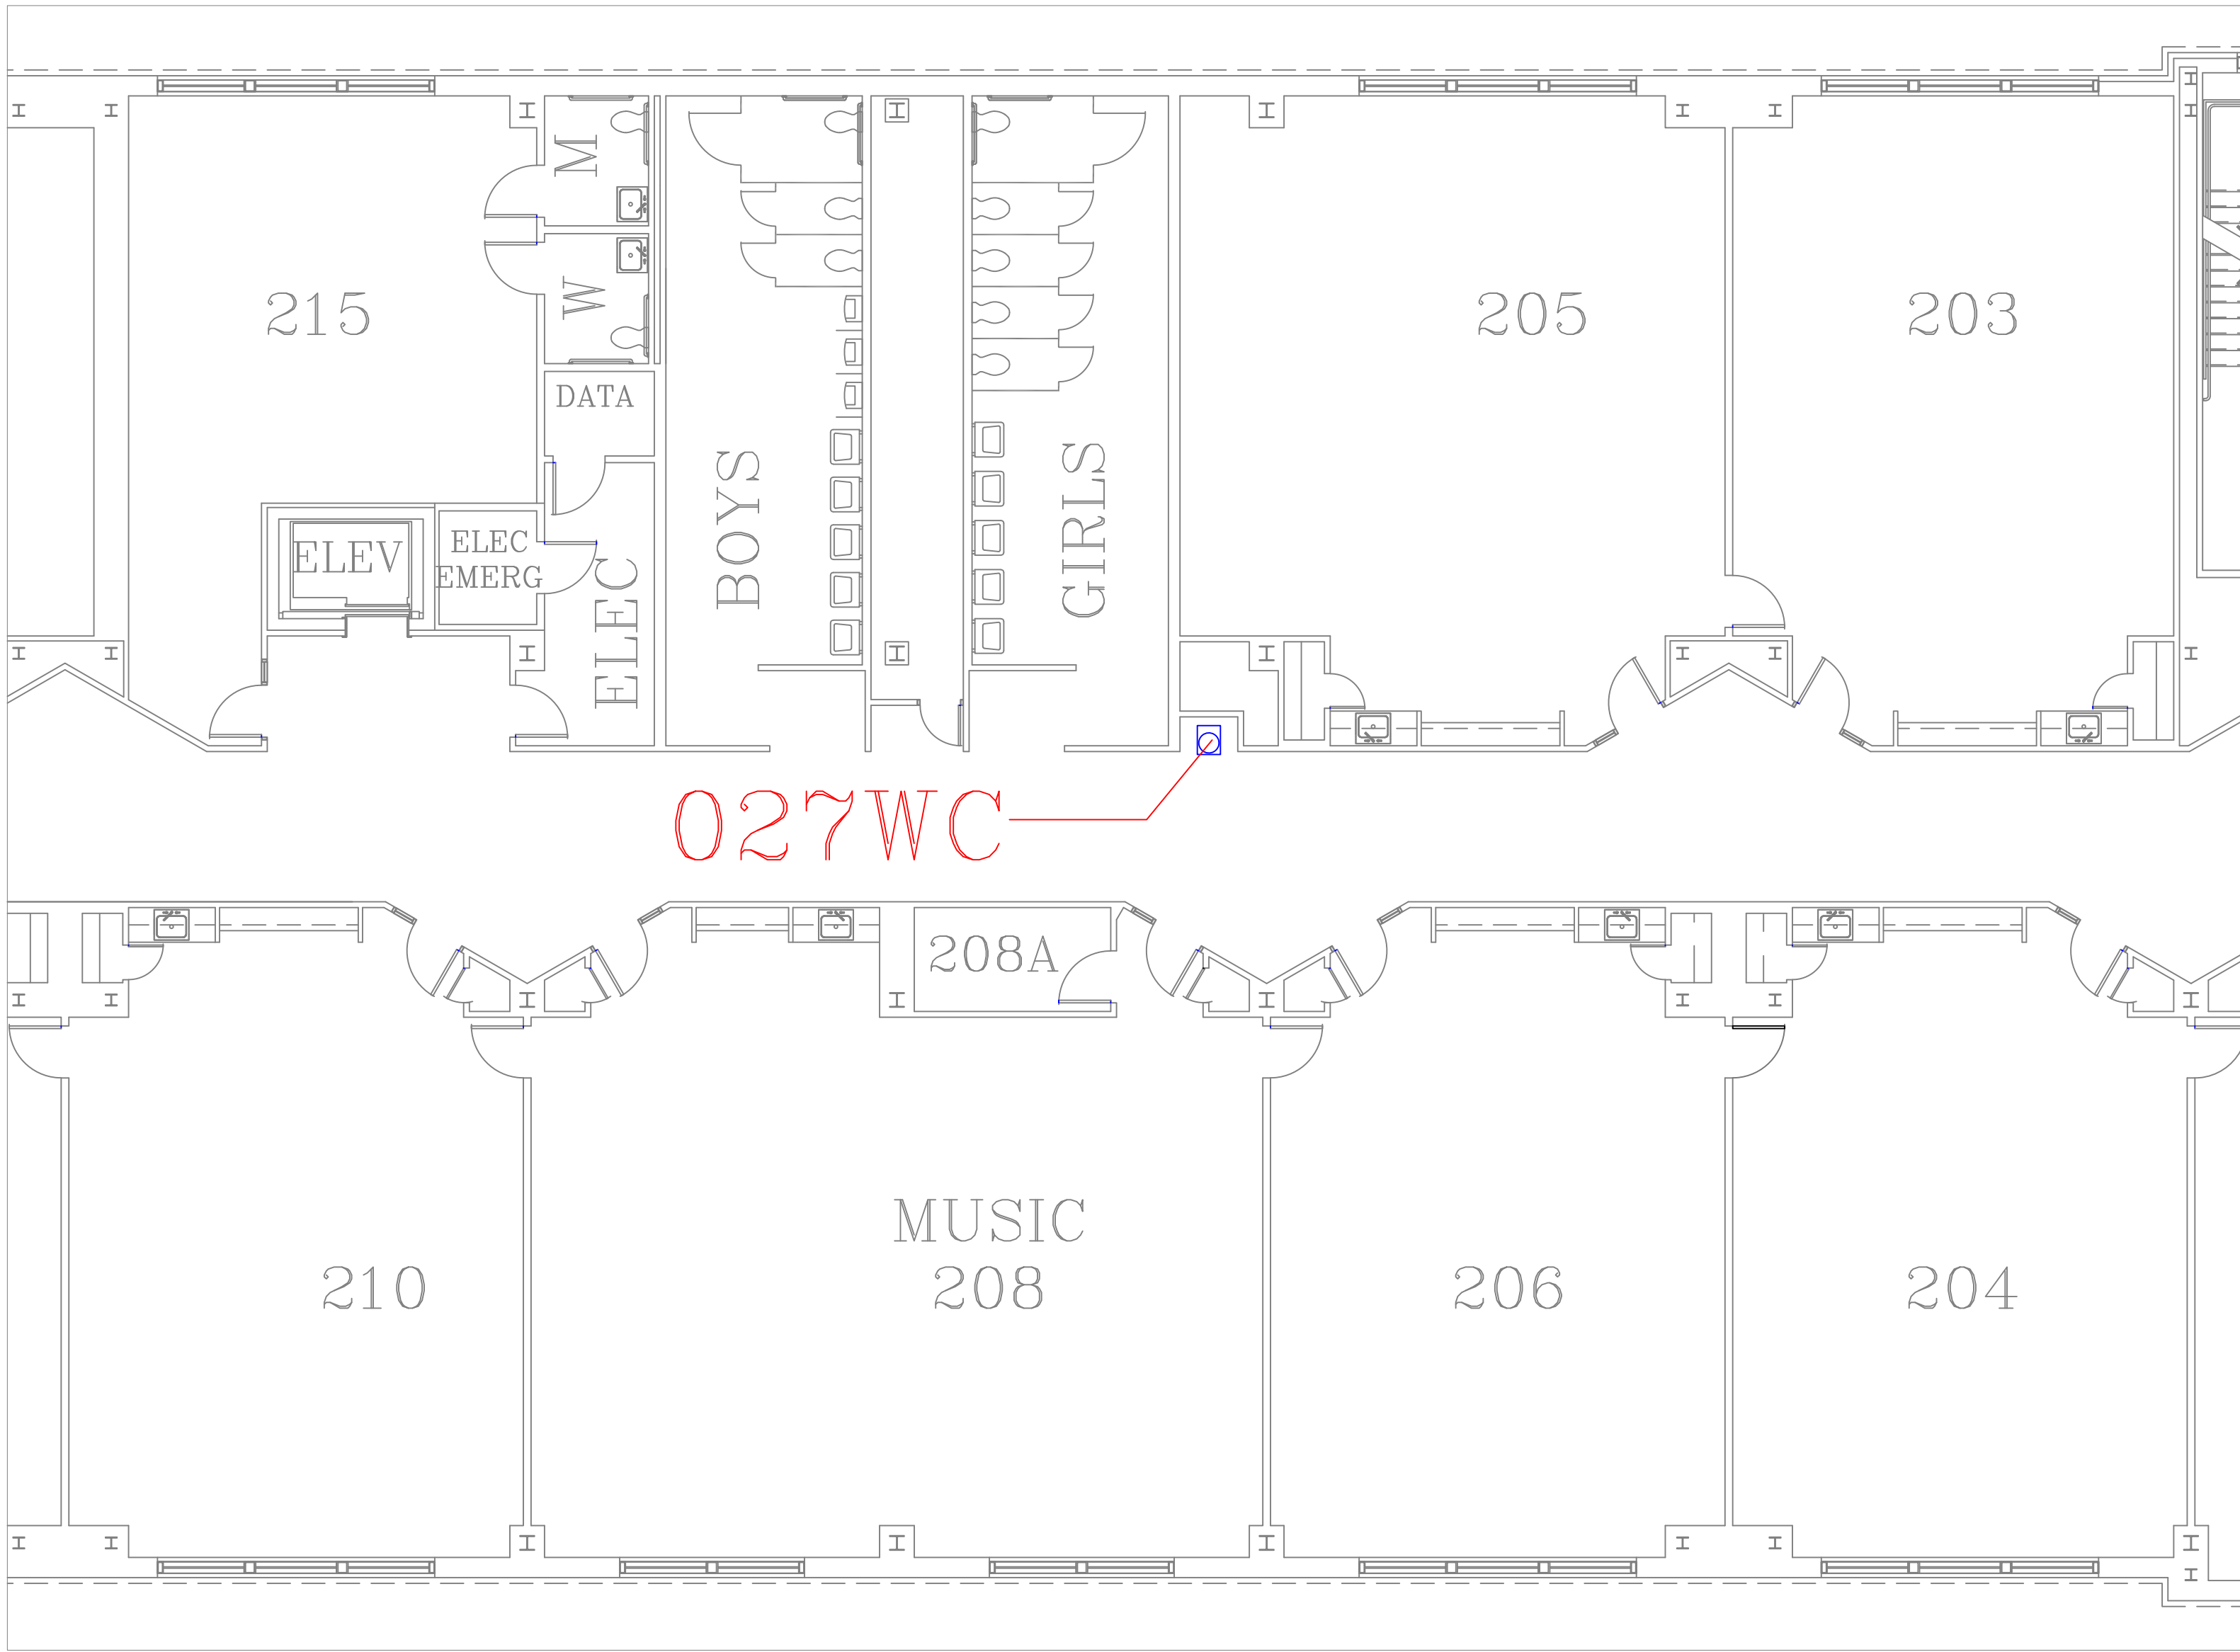 215
M
W
DATA
ELEV
ELEC
EMERG
ELEC
BOYS
GIRLS
205
203
027WC
208A
210
MUSIC
208
206
204